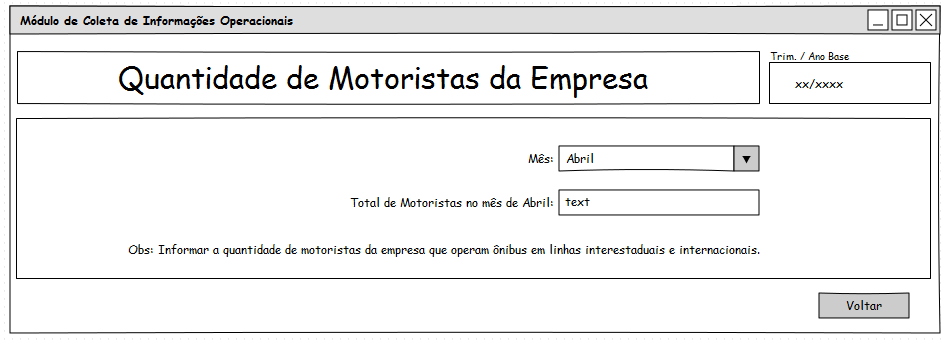 Módulo de Coleta de Informações Operacionais
Quantidade de Motoristas da Empresa
Trim. / Ano Base
xx/xxxx
Mês: Abril
Total de Motoristas no mês de Abril: text
Obs: Informar a quantidade de motoristas da empresa que operam ônibus em linhas interestaduais e internacionais.
Voltar